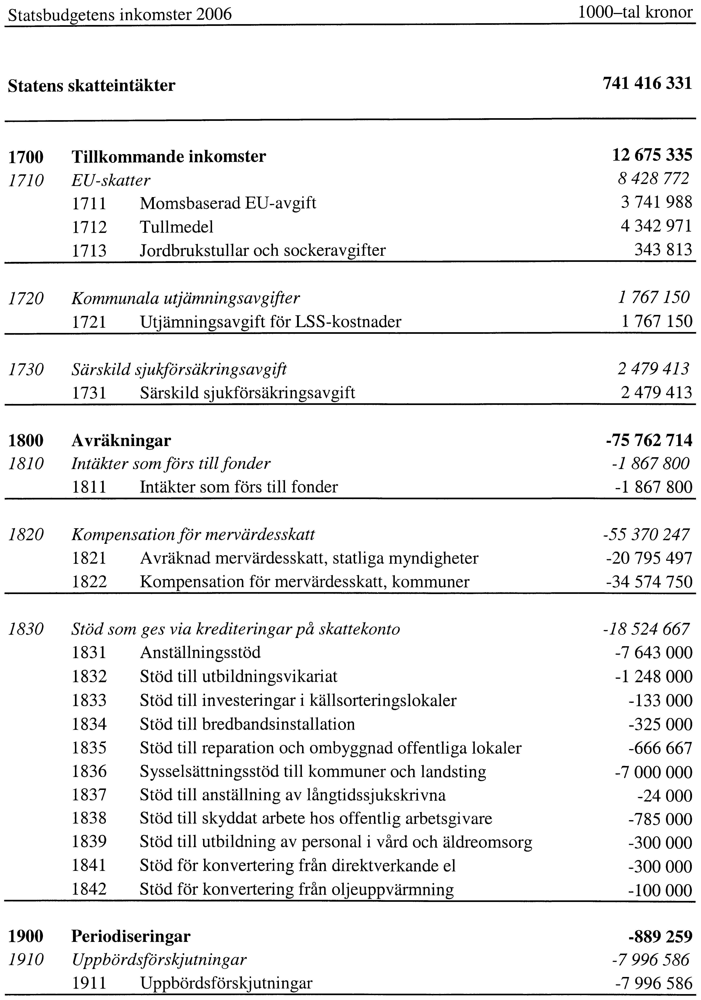 Statsbudgetens inkomster 2006 1000–tal kronor
Statens skatteintäkter 741 416 331
1700 Tillkommande inkomster 12 675 335
1710 EU-skatter 8 428 772
1711 Momsbaserad EU-avgift 3 741 988
1712 Tullmedel 4 342 971
1713 Jordbrukstullar och sockeravgifter 343 813
1720 Kommunala utjämningsavgifter 1 767 150
1721 Utjämningsavgift för LSS-kostnader 1 767 150
1730 Särskild sjukförsäkringsavgift 2 479 413
1731 Särskild sjukförsäkringsavgift 2 479 413
1800 Avräkningar -75 762 714
1810 Intäkter som förs till fonder -1 867 800
1811 Intäkter som förs till fonder -1 867 800
1820 Kompensation för mervärdesskatt -55 370 247
1821 Avräknad mervärdesskatt, statliga myndigheter -20 795 497
1822 Kompensation för mervärdesskatt, kommuner -34 574 750
1830 Stöd som ges via krediteringar på skattekonto -18 524 667
1831 Anställningsstöd -7 643 000
1832 Stöd till utbildningsvikariat -1 248 000
1833 Stöd till investeringar i källsorteringslokaler -133 000
1834 Stöd till bredbandsinstallation -325 000
1835 Stöd till reparation och ombyggnad offentliga lokaler -666 667
1836 Sysselsättningsstöd till kommuner och landsting -7 000 000
1837 Stöd till anställning av långtidssjukskrivna -24 000
1838 Stöd till skyddat arbete hos offentlig arbetsgivare -785 000
1839 Stöd till utbildning av personal i vård och äldreomsorg -300 000
1841 Stöd för konvertering från direktverkande el -300 000
1842 Stöd för konvertering från oljeuppvärmning -100 000
1900 Periodiseringar -889 259
1910 Uppbördsförskjutningar -7 996 586
1911 Uppbördsförskjutningar -7 996 586